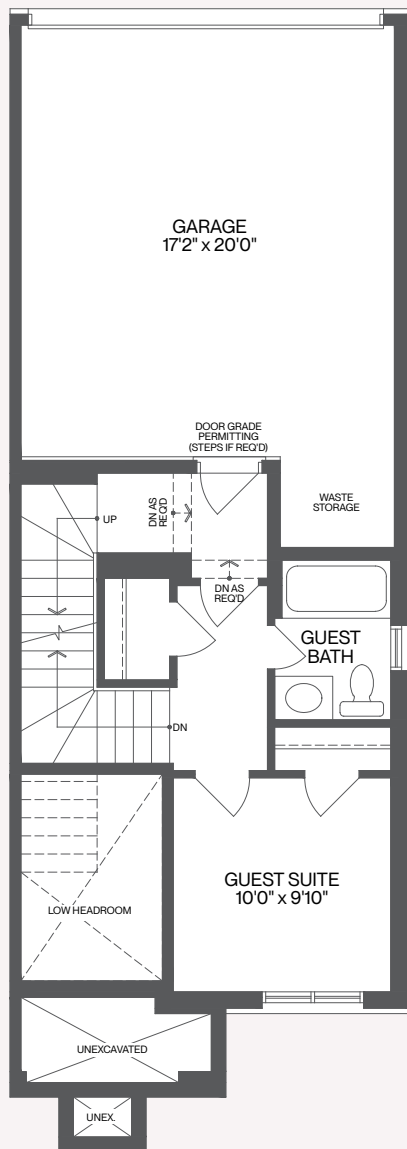 GARAGE
17'2" x 20'0"
DOOR GRADE
PERMITTING
(STEPS IF REQ'D)
WASTE
STORAGE
UP
DN AS
REQ'D
DN AS
REQ'D
GUEST
BATH
DN
GUEST SUITE
10'0" x 9'10"
LOW HEADROOM
UNEXCAVATED
UNEX.